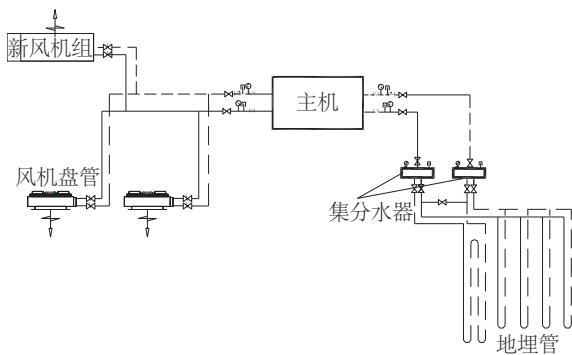 新风机组
主机
风机盘管
集分水器
地埋管